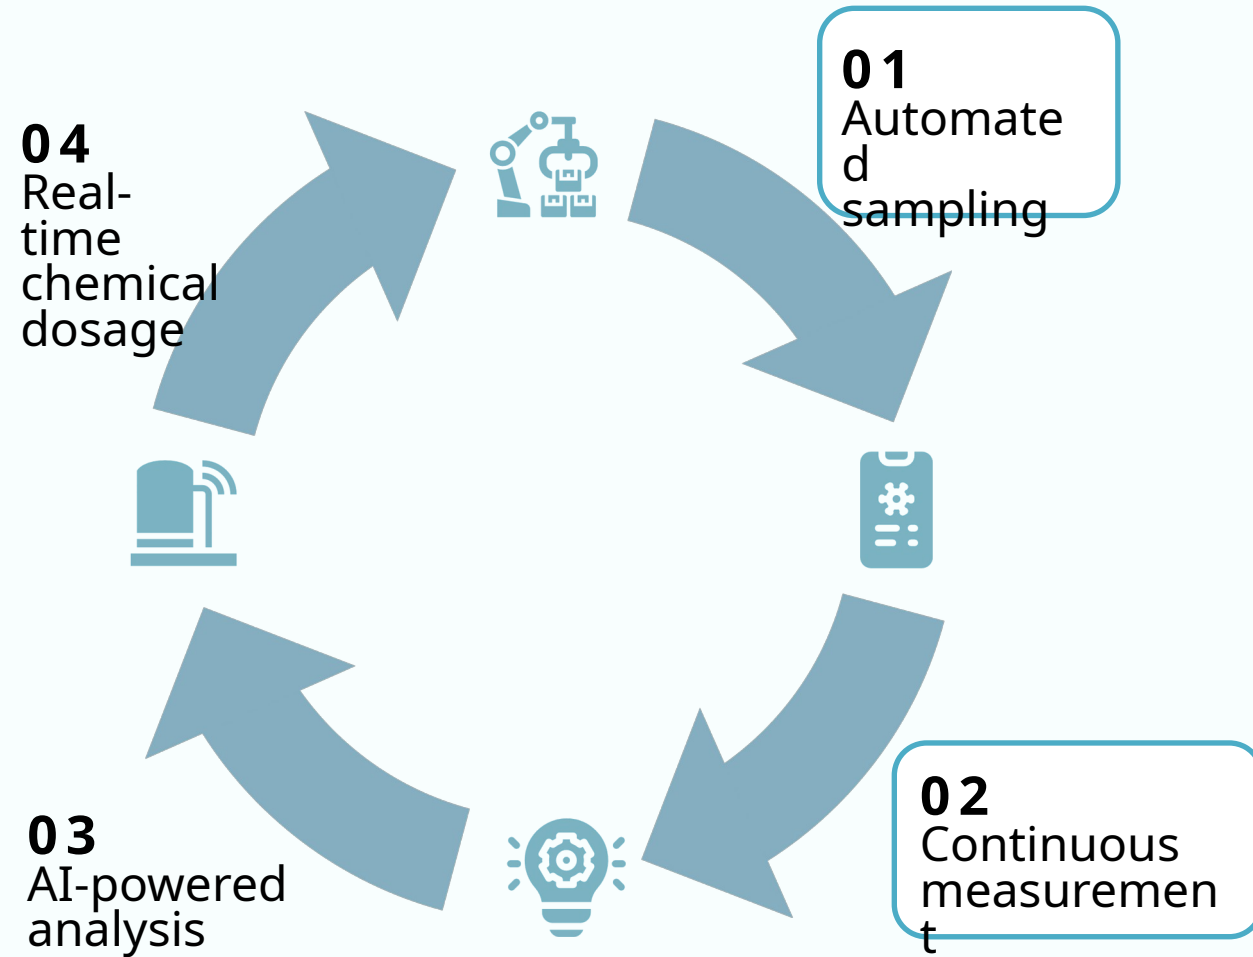 01
Automate
d
sampling
02
Continuous
measuremen
t
03
AI-powered
analysis
04
Real-
time
chemical
dosage